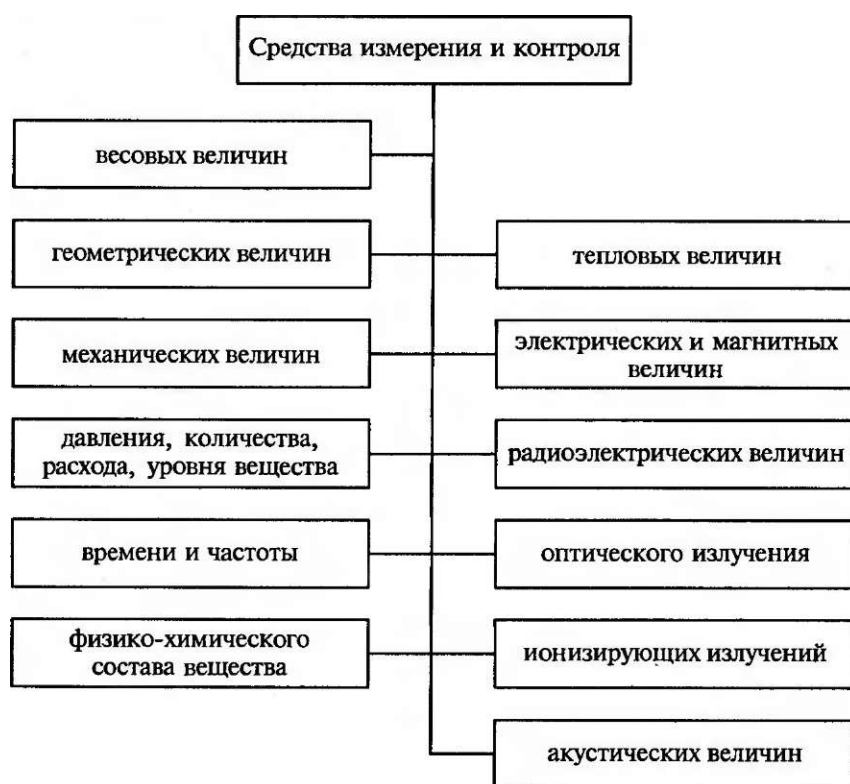 Средства измерения и контроля
весовых величин
геометрических величин
тепловых величин
механических величин
электрических и магнитных
величин
давления, количества,
расхода, уровня вещества
радиоэлектрических величин
времени и частоты
оптического излучения
физико-химического
состава вещества
ионизирующих излучений
акустических величин